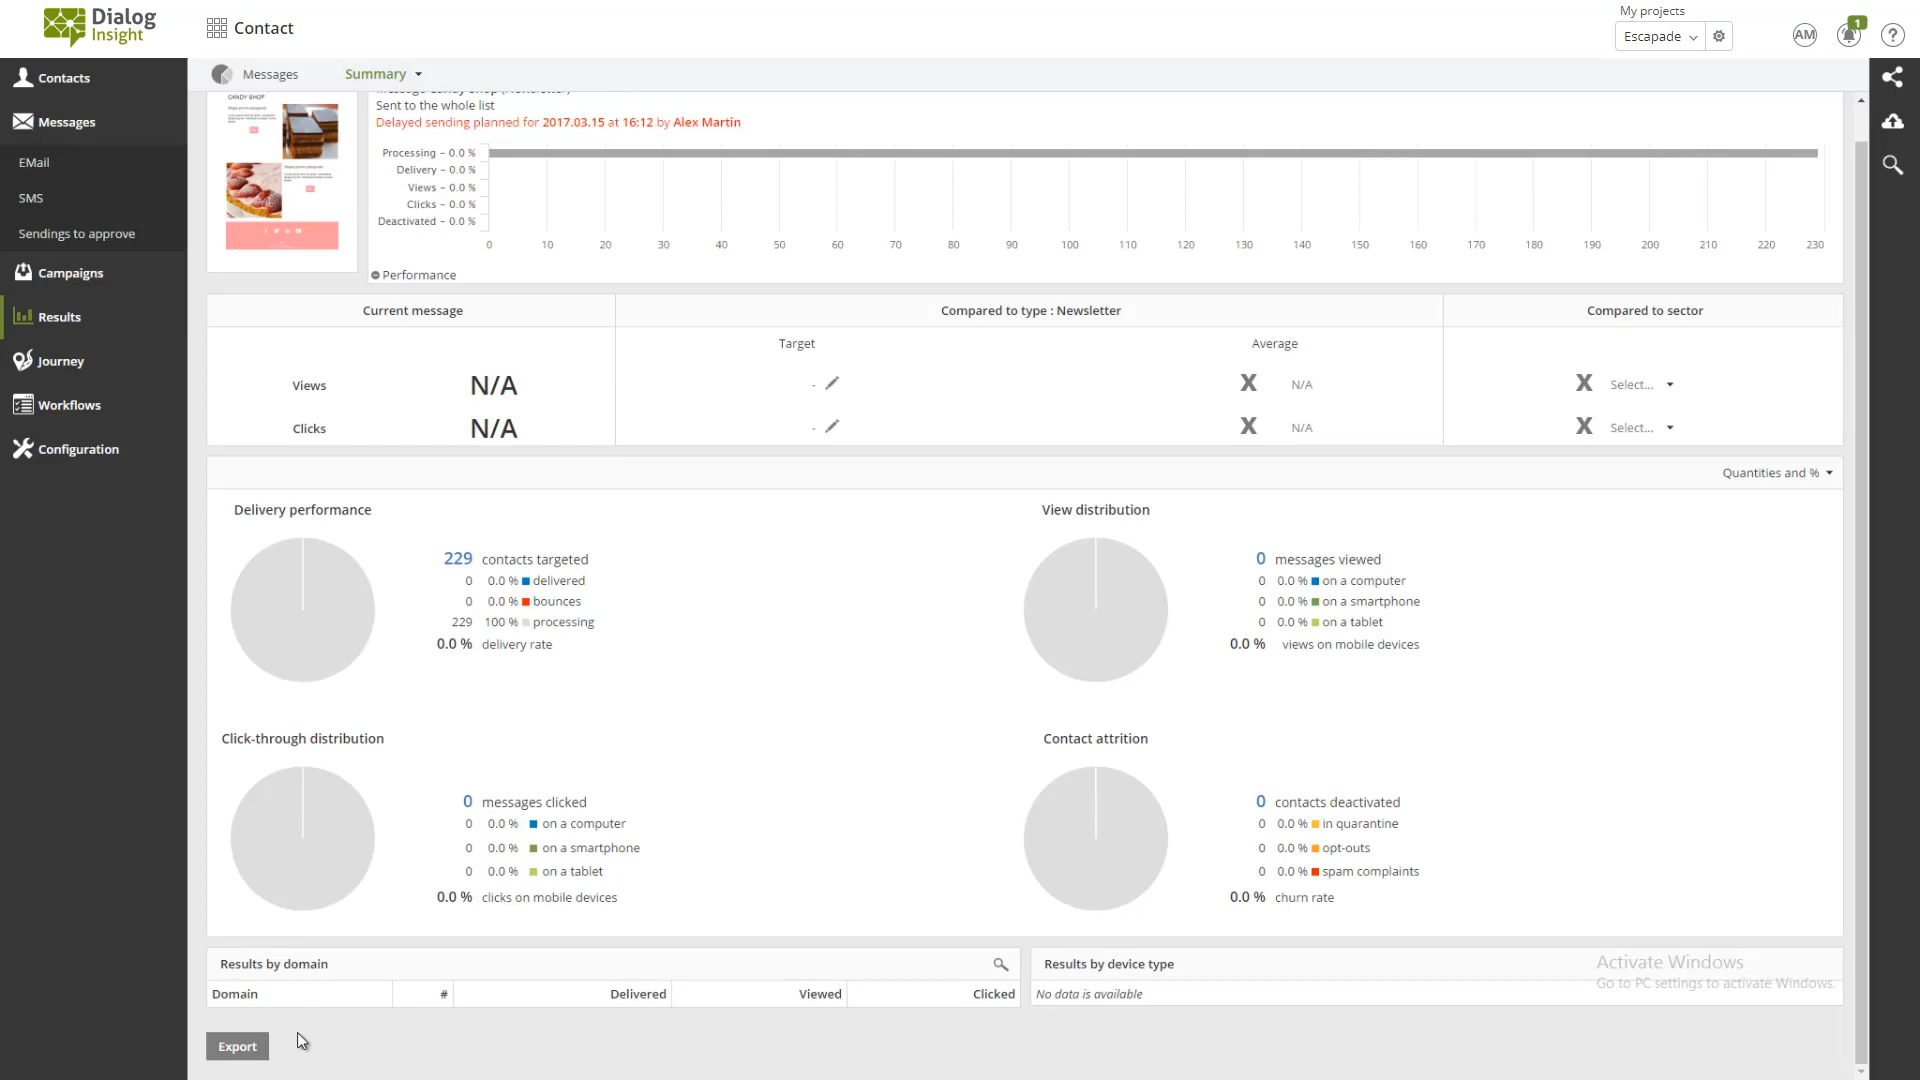 Dialog
Insight
Contact
My projects
Escapade
AM
1
?
Contacts
Messages
EMail
SMS
Sendings to approve
Campaigns
Results
Journey
Workflows
Configuration
Messages
Summary
CANDY SHOP
Sent to the whole list
Delayed sending planned for 2017.03.15 at 16:12 by Alex Martin
Processing – 0.0 %
Delivery – 0.0 %
Views – 0.0 %
Clicks – 0.0 %
Deactivated – 0.0 %
0 10 20 30 40 50 60 70 80 90 100 110 120 130 140 150 160 170 180 190 200 210 220 230
Performance
Current message
Compared to type : Newsletter
Compared to sector
Target
Average
Views N/A - X N/A X Select...
Clicks N/A - X N/A X Select...
Quantities and %
Delivery performance
229 contacts targeted
0 0.0 % delivered
0 0.0 % bounces
229 100 % processing
0.0 % delivery rate
View distribution
0 messages viewed
0 0.0 % on a computer
0 0.0 % on a smartphone
0 0.0 % on a tablet
0.0 % views on mobile devices
Click-through distribution
0 messages clicked
0 0.0 % on a computer
0 0.0 % on a smartphone
0 0.0 % on a tablet
0.0 % clicks on mobile devices
Contact attrition
0 contacts deactivated
0 0.0 % in quarantine
0 0.0 % opt-outs
0 0.0 % spam complaints
0.0 % churn rate
Results by domain
Domain # Delivered Viewed Clicked
Results by device type
No data is available
Activate Windows
Go to PC settings to activate Windows.
Export